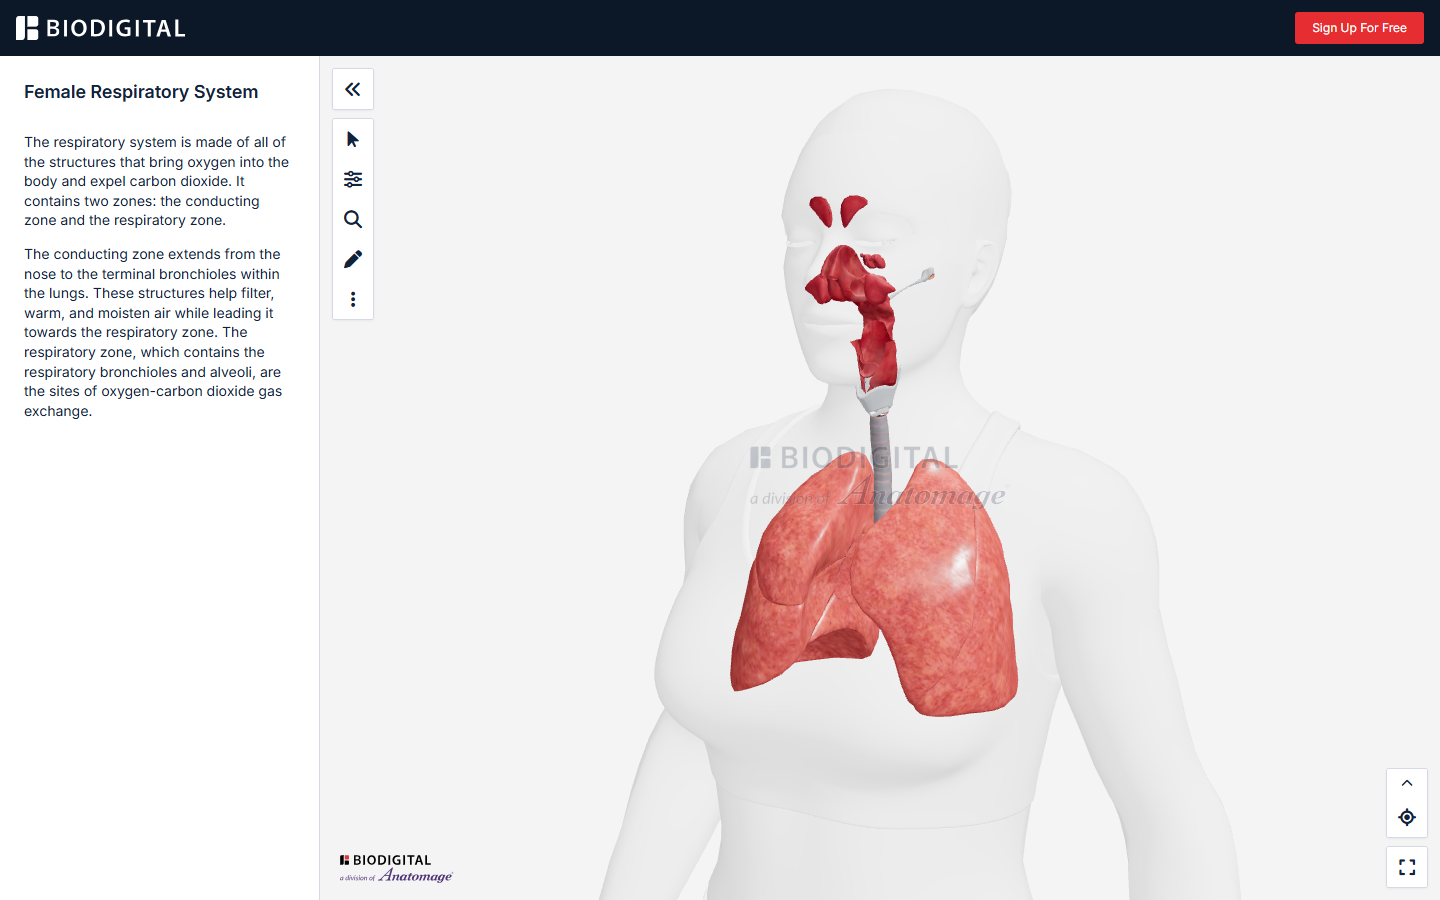 BIODIGITAL
Sign Up For Free
Female Respiratory System
The respiratory system is made of all of
the structures that bring oxygen into the
body and expel carbon dioxide. It
contains two zones: the conducting
zone and the respiratory zone.
The conducting zone extends from the
nose to the terminal bronchioles within
the lungs. These structures help filter,
warm, and moisten air while leading it
towards the respiratory zone. The
respiratory zone, which contains the
respiratory bronchioles and alveoli, are
the sites of oxygen-carbon dioxide gas
exchange.
BIODIGITAL
a division of Anatomage
BIODIGITAL
a division of Anatomage